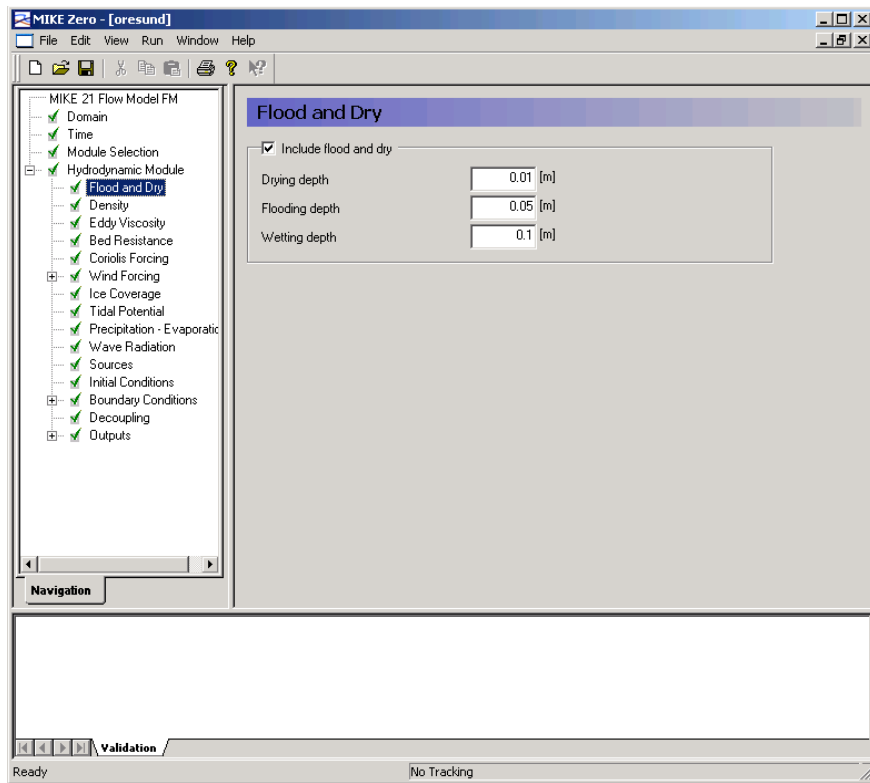 MIKE Zero - [oresund]
File Edit View Run Window Help
MIKE 21 Flow Model FM
Domain
Time
Module Selection
Hydrodynamic Module
Flood and Dry
Density
Eddy Viscosity
Bed Resistance
Coriolis Forcing
Wind Forcing
Ice Coverage
Tidal Potential
Precipitation - Evaporatic
Wave Radiation
Sources
Initial Conditions
Boundary Conditions
Decoupling
Outputs
Navigation
Flood and Dry
Include flood and dry
Drying depth 0.01 [m]
Flooding depth 0.05 [m]
Wetting depth 0.1 [m]
Validation
Ready No Tracking